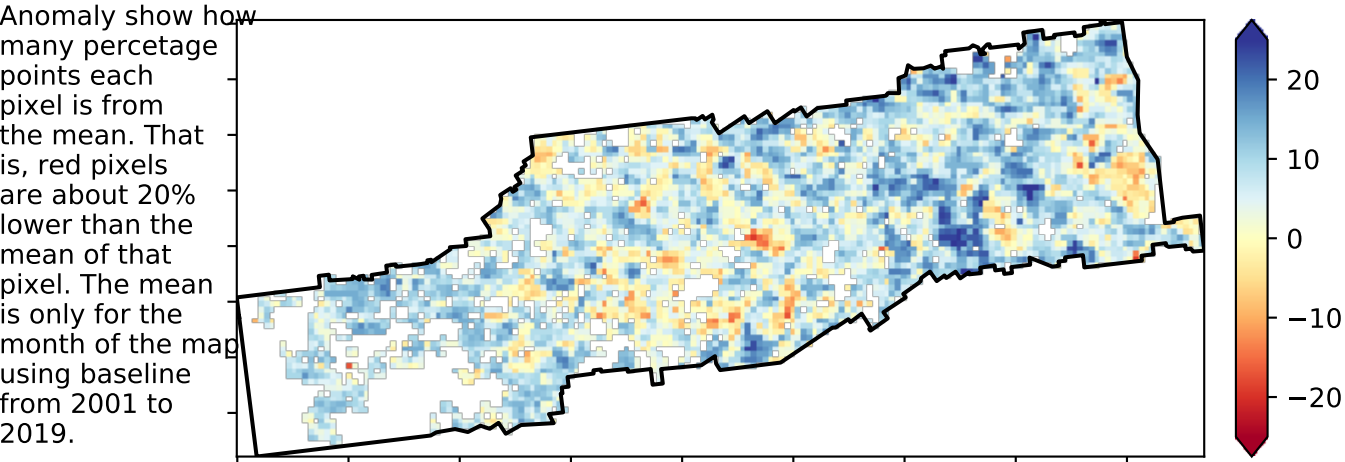 Anomaly show how
many percetage
points each
pixel is from
the mean. That
is, red pixels
are about 20%
lower than the
mean of that
pixel. The mean
is only for the
month of the map
using baseline
from 2001 to
2019.
20
10
0
−10
−20